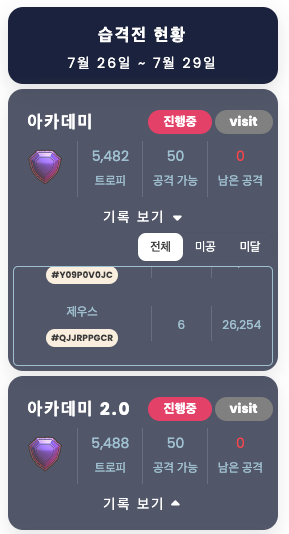 습격전 현황
7월 26일 ~ 7월 29일
아카데미 진행중 visit
5,482 50 0
트로피 공격 가능 남은 공격
기록 보기
전체 미공 미달
#Y09P0V0JC
제우스
6 26,254
#QJJRPPGCR
아카데미 2.0 진행중 visit
5,488 50 0
트로피 공격 가능 남은 공격
기록 보기